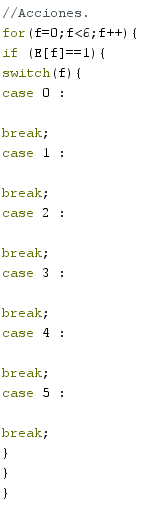 //Acciones.
for(f=0;f<6;f++){
if (E[f]==1){
switch(f){
case 0 :
break;
case 1 :
break;
case 2 :
break;
case 3 :
break;
case 4 :
break;
case 5 :
break;
}
}
}